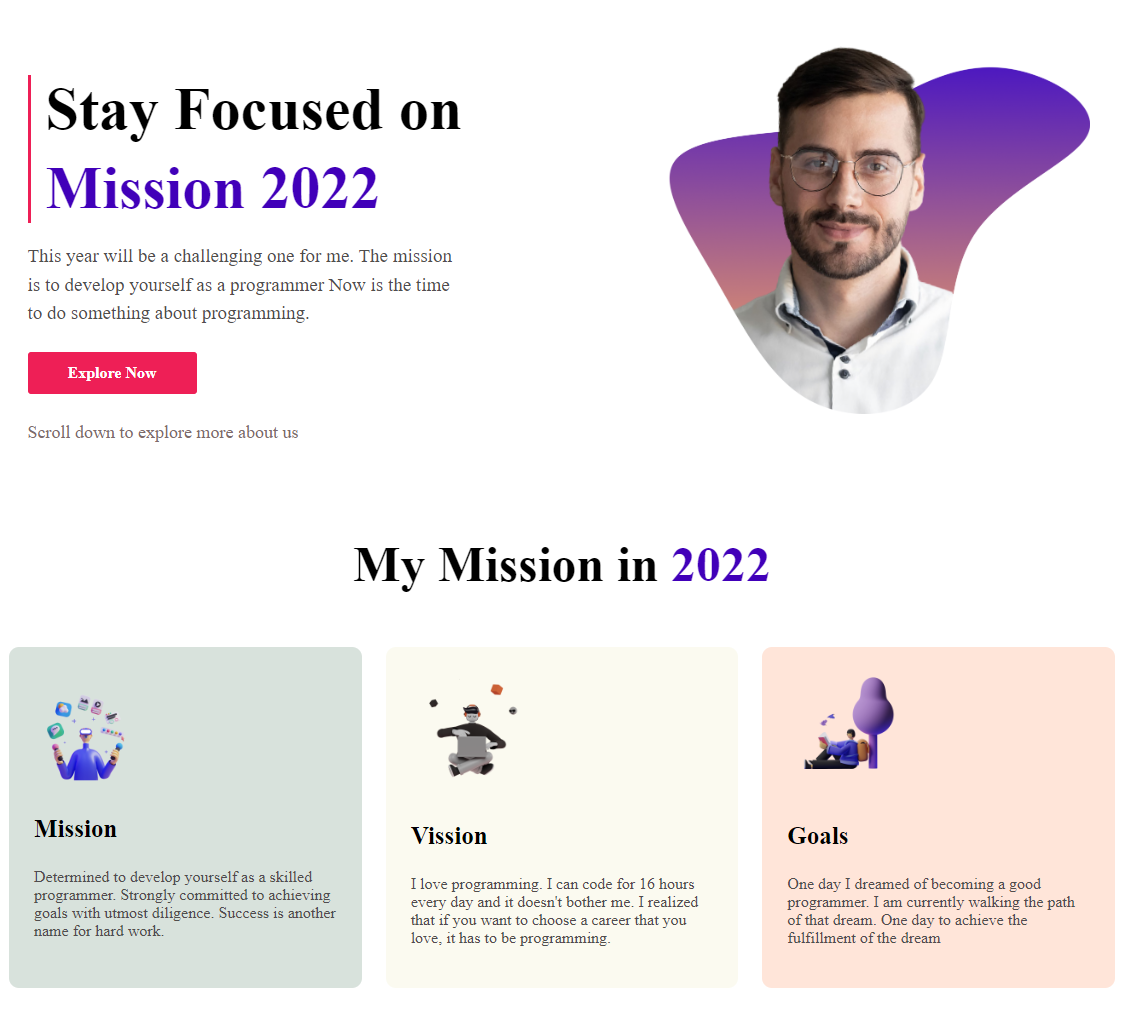 Stay Focused on
Mission 2022
This year will be a challenging one for me. The mission
is to develop yourself as a programmer Now is the time
to do something about programming.
Explore Now
Scroll down to explore more about us
My Mission in 2022
Mission
Determined to develop yourself as a skilled
programmer. Strongly committed to achieving
goals with utmost diligence. Success is another
name for hard work.
Vission
I love programming. I can code for 16 hours
every day and it doesn't bother me. I realized
that if you want to choose a career that you
love, it has to be programming.
Goals
One day I dreamed of becoming a good
programmer. I am currently walking the path
of that dream. One day to achieve the
fulfillment of the dream